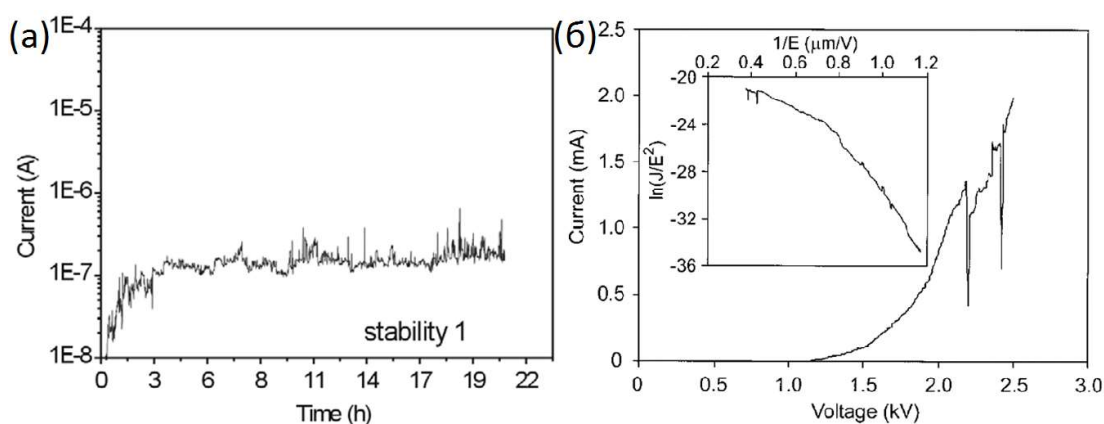 (а)
1E-4
1E-5
1E-6
1E-7
1E-8
Current (A)
stability 1
0 3 6 8 11 14 17 19 22
Time (h)
(б)
2.5
2.0
1.5
1.0
0.5
0
Current (mA)
1/E (μm/V)
0.2 0.4 0.6 0.8 1.0 1.2
-20
-24
-28
-32
-36
ln(J/E²)
0 0.5 1.0 1.5 2.0 2.5 3.0
Voltage (kV)